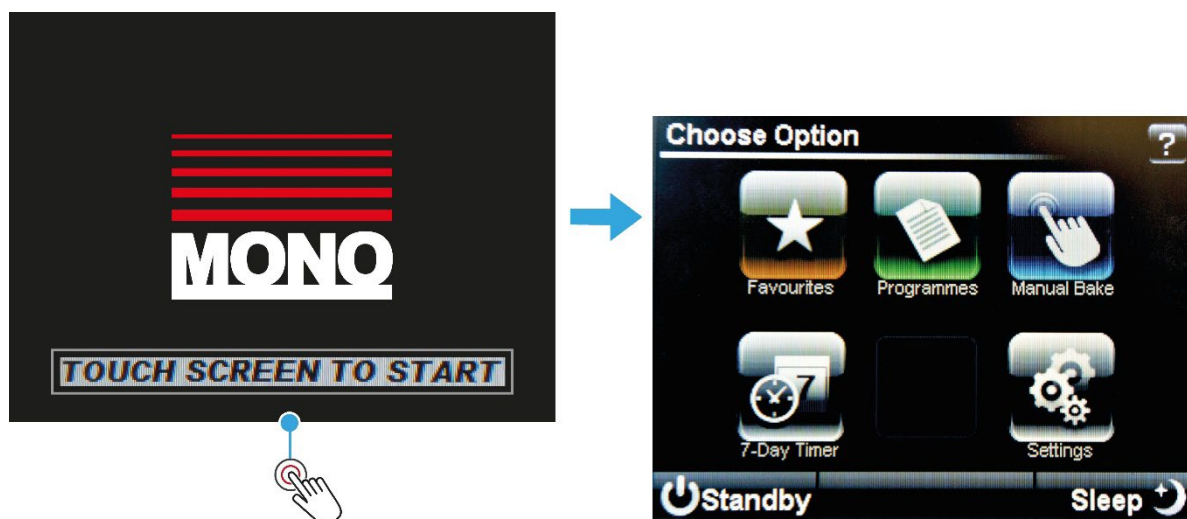 MONO
TOUCH SCREEN TO START
Choose Option
?
Favourites
Programmes
Manual Bake
7
7-Day Timer
Settings
Standby
Sleep